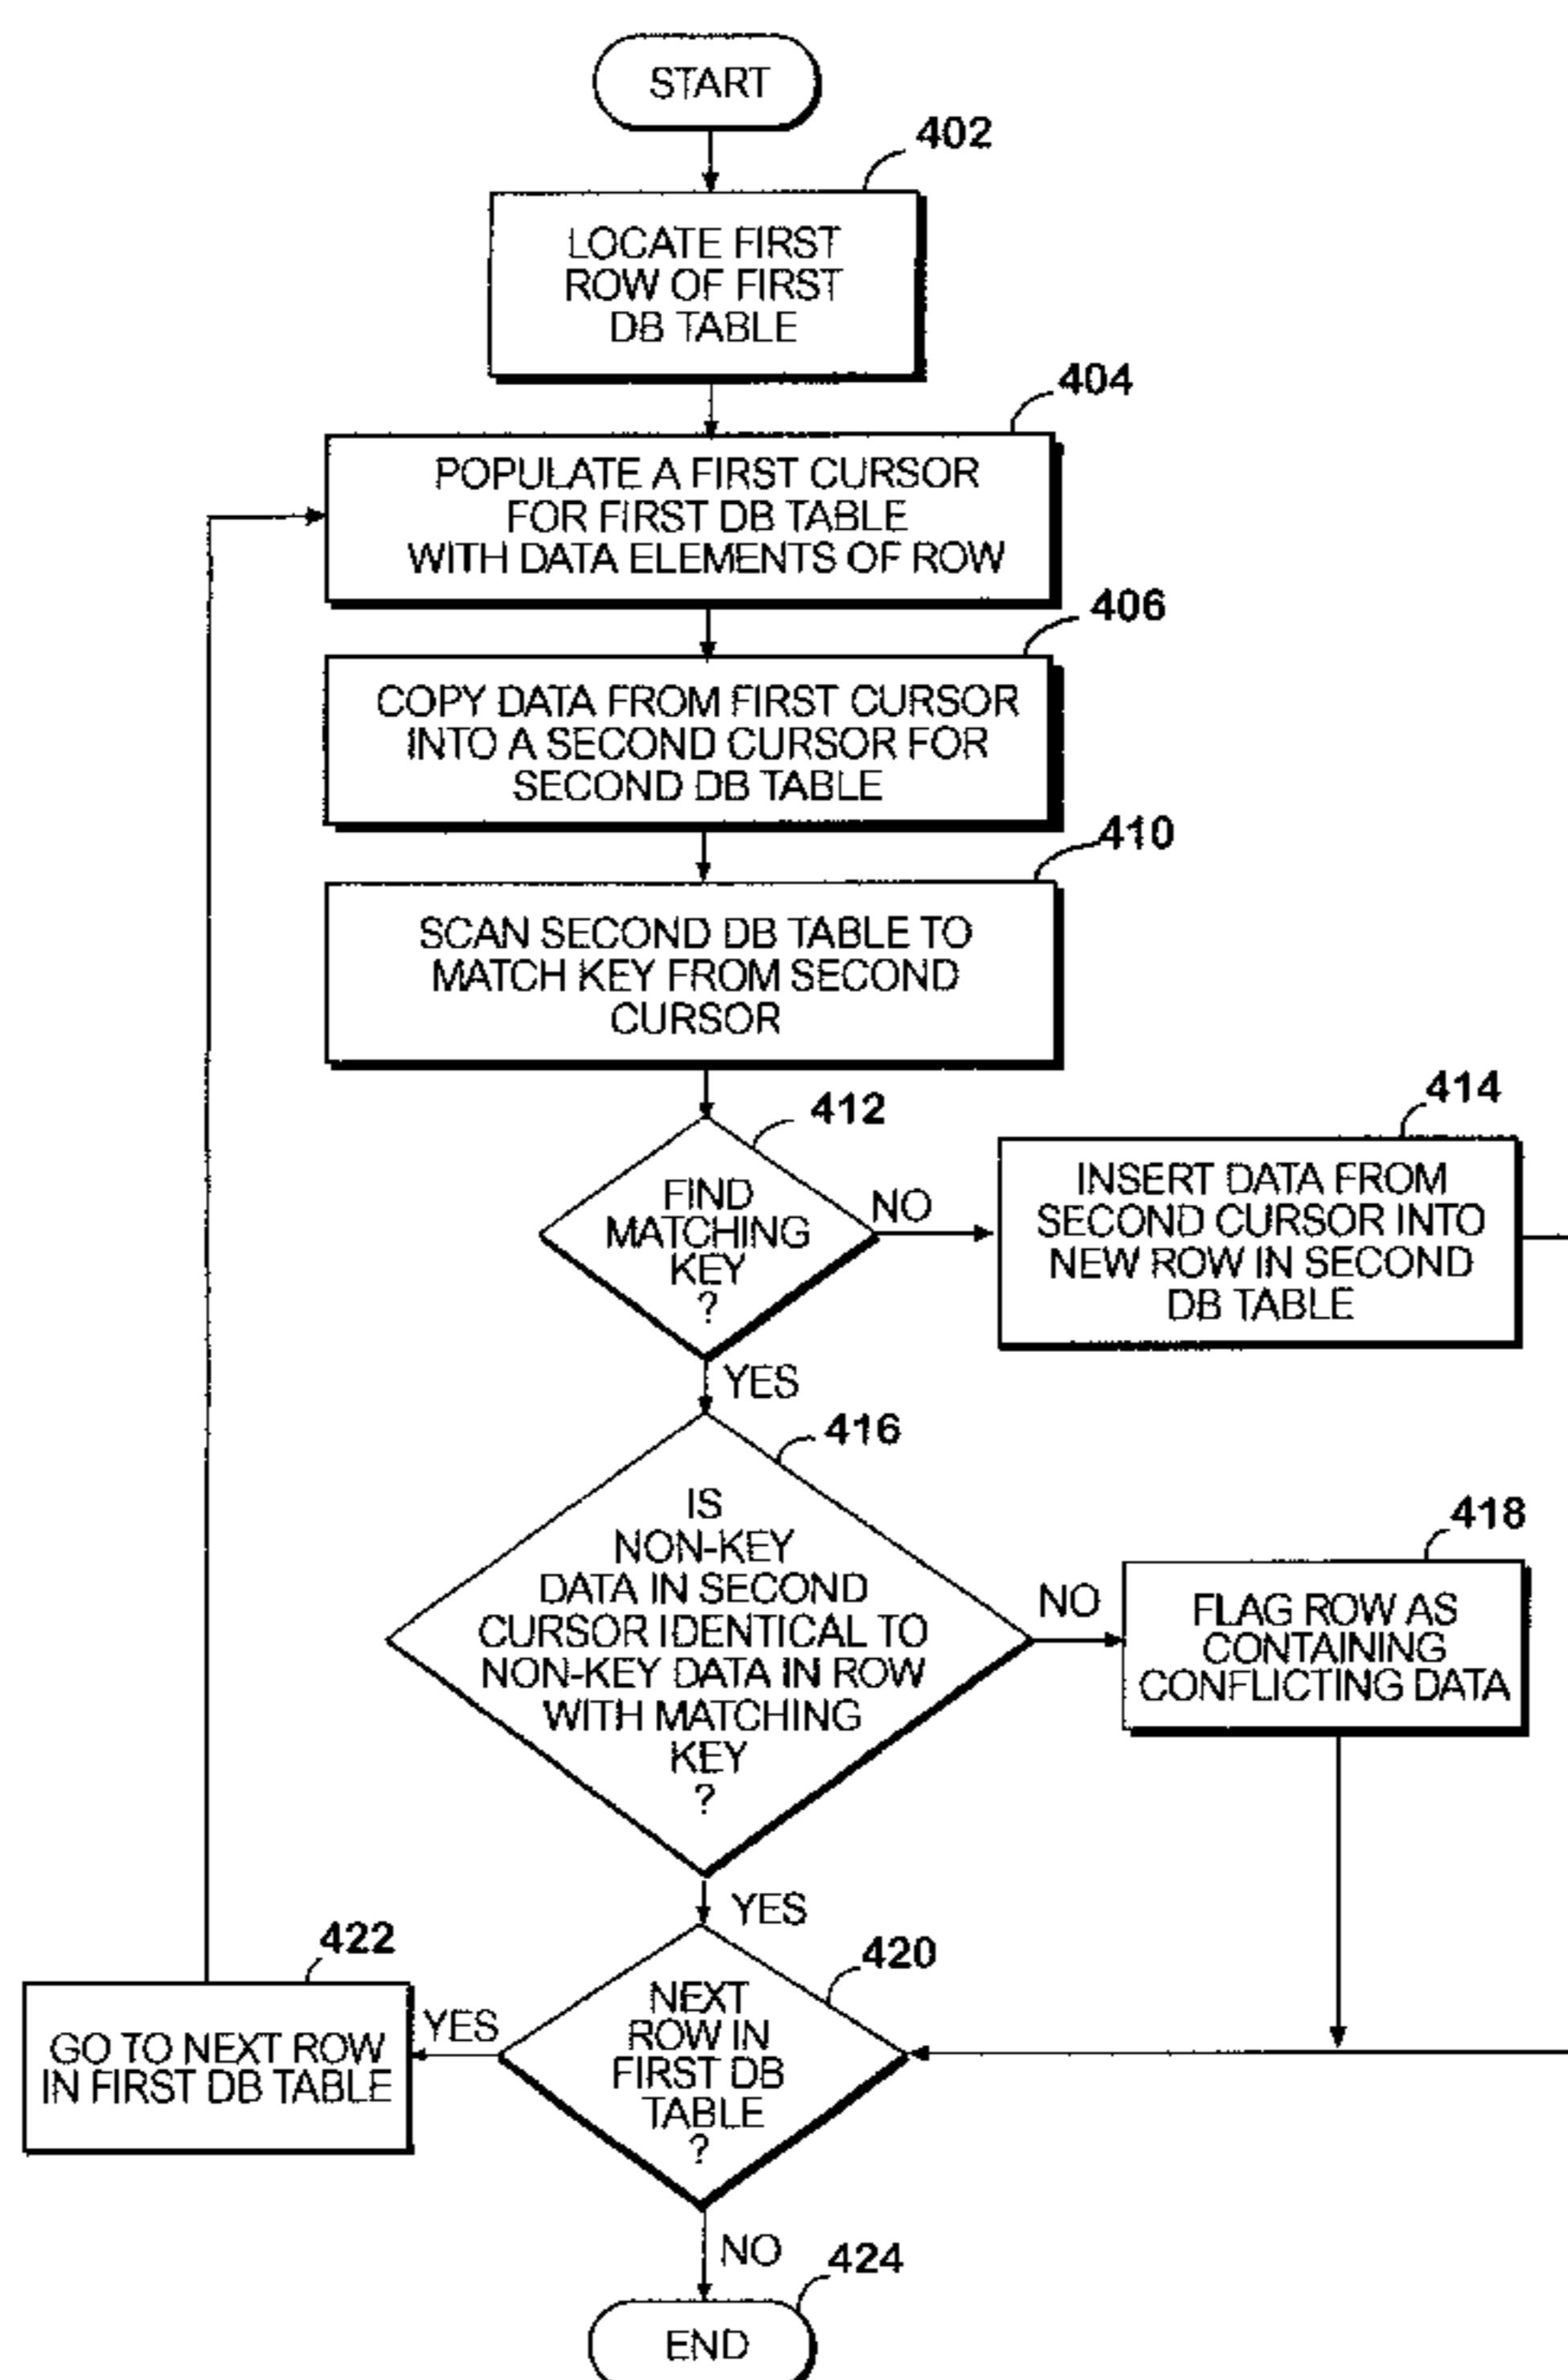 START
402
LOCATE FIRST
ROW OF FIRST
DB TABLE
404
POPULATE A FIRST CURSOR
FOR FIRST DB TABLE
WITH DATA ELEMENTS OF ROW
406
COPY DATA FROM FIRST CURSOR
INTO A SECOND CURSOR FOR
SECOND DB TABLE
410
SCAN SECOND DB TABLE TO
MATCH KEY FROM SECOND
CURSOR
412
FIND
MATCHING
KEY
?
NO
414
INSERT DATA FROM
SECOND CURSOR INTO
NEW ROW IN SECOND
DB TABLE
YES
416
IS
NON-KEY
DATA IN SECOND
CURSOR IDENTICAL TO
NON-KEY DATA IN ROW
WITH MATCHING
KEY
?
NO
418
FLAG ROW AS
CONTAINING
CONFLICTING DATA
YES
420
NEXT
ROW IN
FIRST DB
TABLE
?
YES
422
GO TO NEXT ROW
IN FIRST DB TABLE
NO
424
END